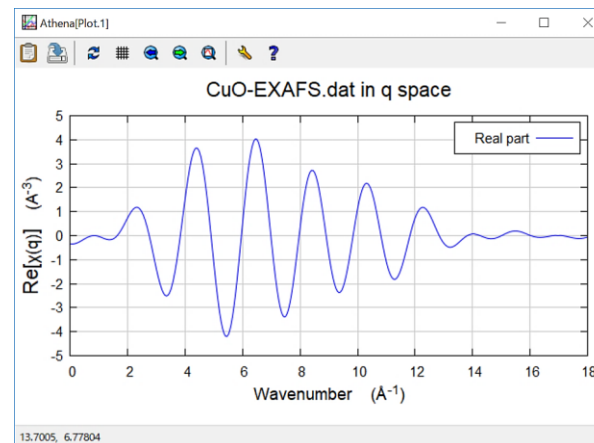 Athena[Plot.1]
CuO-EXAFS.dat in q space
Real part
5
4
3
2
1
0
-1
-2
-3
-4
-5
Re[χ(q)] (A⁻³)
0 2 4 6 8 10 12 14 16 18
Wavenumber (Å⁻¹)
13.7005, 6.77804